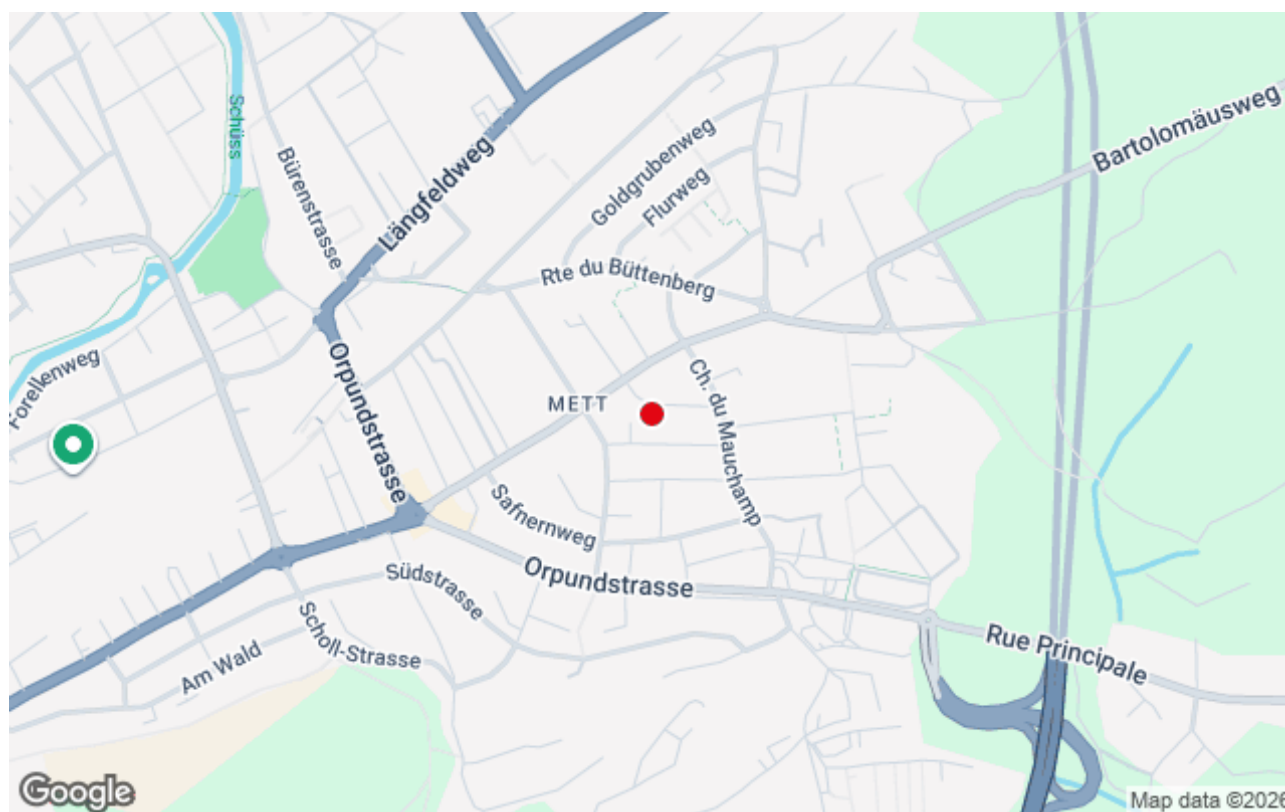 Schüss
Bürenstrasse
Längfeldweg
Goldgrubenweg
Flurweg
Bartolomäusweg
Rte du Büttenberg
Forellenweg
Orpundstrasse
METT
Ch. du Mauchamp
Safnernweg
Orpundstrasse
Südstrasse
Scholl-Strasse
Am Wald
Rue Principale
Google
Map data ©2026